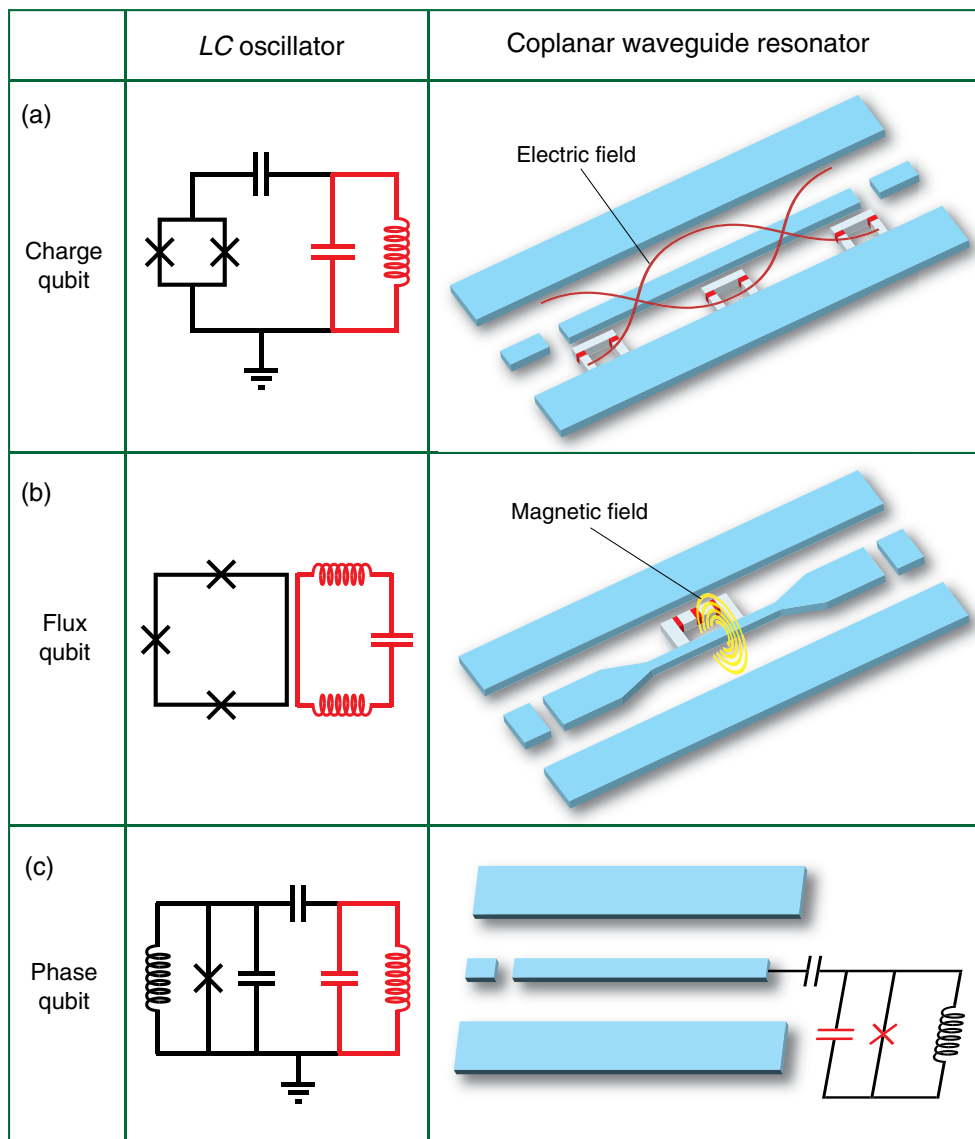 LC oscillator
Coplanar waveguide resonator
(a)
Charge
qubit
Electric field
(b)
Flux
qubit
Magnetic field
(c)
Phase
qubit